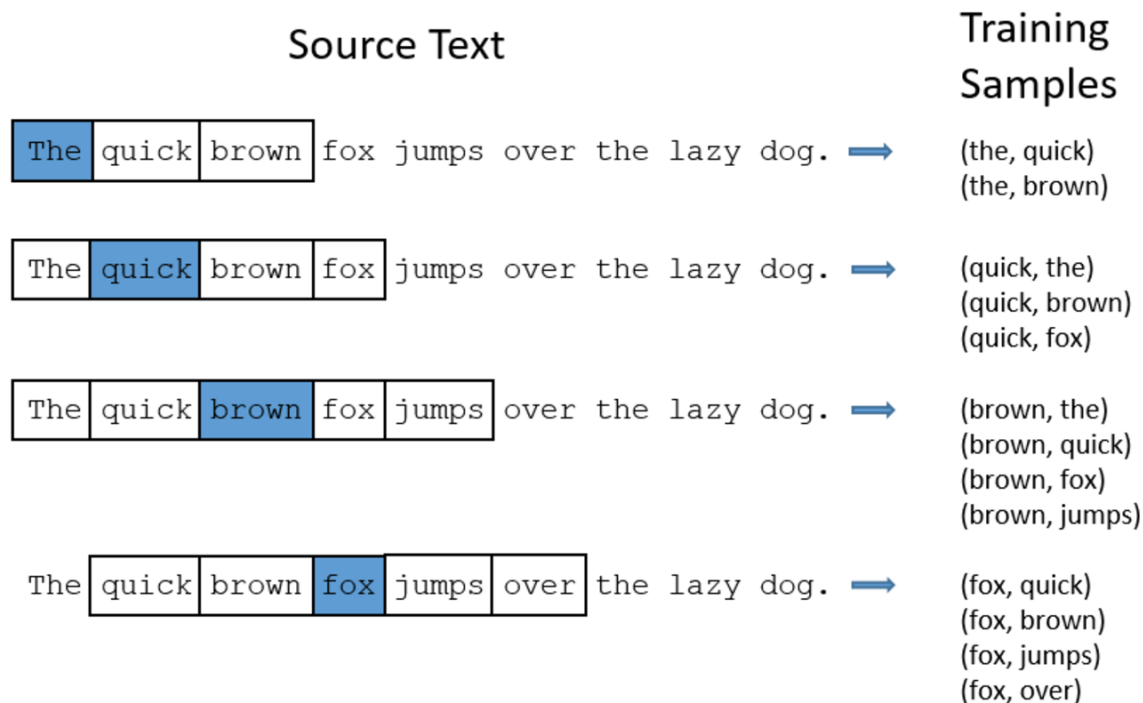 Source Text
Training
Samples
The quick brown fox jumps over the lazy dog.
(the, quick)
(the, brown)
The quick brown fox jumps over the lazy dog.
(quick, the)
(quick, brown)
(quick, fox)
The quick brown fox jumps over the lazy dog.
(brown, the)
(brown, quick)
(brown, fox)
(brown, jumps)
The quick brown fox jumps over the lazy dog.
(fox, quick)
(fox, brown)
(fox, jumps)
(fox, over)